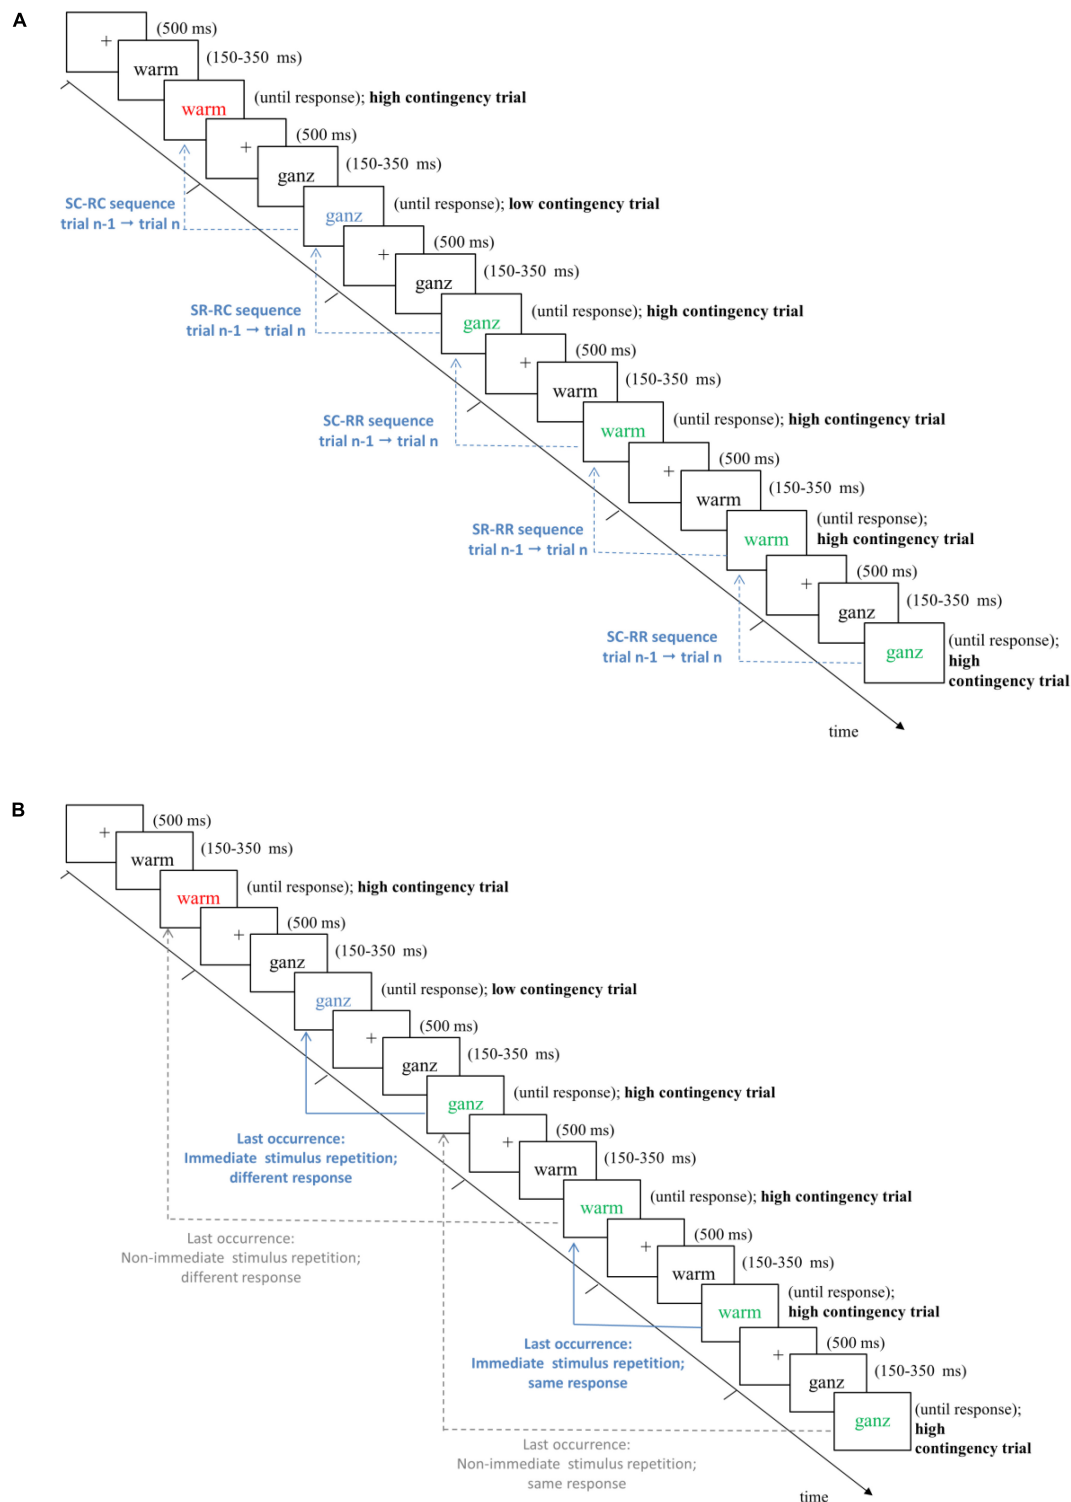 A
+
(500 ms)
warm
(150-350 ms)
warm
(until response); high contingency trial
+
(500 ms)
ganz
(150-350 ms)
SC-RC sequence
trial n-1 → trial n
ganz
(until response); low contingency trial
+
(500 ms)
ganz
(150-350 ms)
SR-RC sequence
trial n-1 → trial n
ganz
(until response); high contingency trial
+
(500 ms)
warm
(150-350 ms)
SC-RR sequence
trial n-1 → trial n
warm
(until response); high contingency trial
+
(500 ms)
warm
(150-350 ms)
SR-RR sequence
trial n-1 → trial n
warm
(until response);
high contingency trial
+
(500 ms)
ganz
(150-350 ms)
SC-RR sequence
trial n-1 → trial n
ganz
(until response);
high
contingency trial
time
B
+
(500 ms)
warm
(150-350 ms)
warm
(until response); high contingency trial
+
(500 ms)
ganz
(150-350 ms)
ganz
(until response); low contingency trial
+
(500 ms)
ganz
(150-350 ms)
ganz
(until response); high contingency trial
Last occurrence:
Immediate stimulus repetition;
different response
+
(500 ms)
warm
(150-350 ms)
warm
(until response); high contingency trial
Last occurrence:
Non-immediate stimulus repetition;
different response
+
(500 ms)
warm
(150-350 ms)
warm
(until response);
high contingency trial
Last occurrence:
Immediate stimulus repetition;
same response
+
(500 ms)
ganz
(150-350 ms)
ganz
(until response);
high
contingency trial
Last occurrence:
Non-immediate stimulus repetition;
same response
time